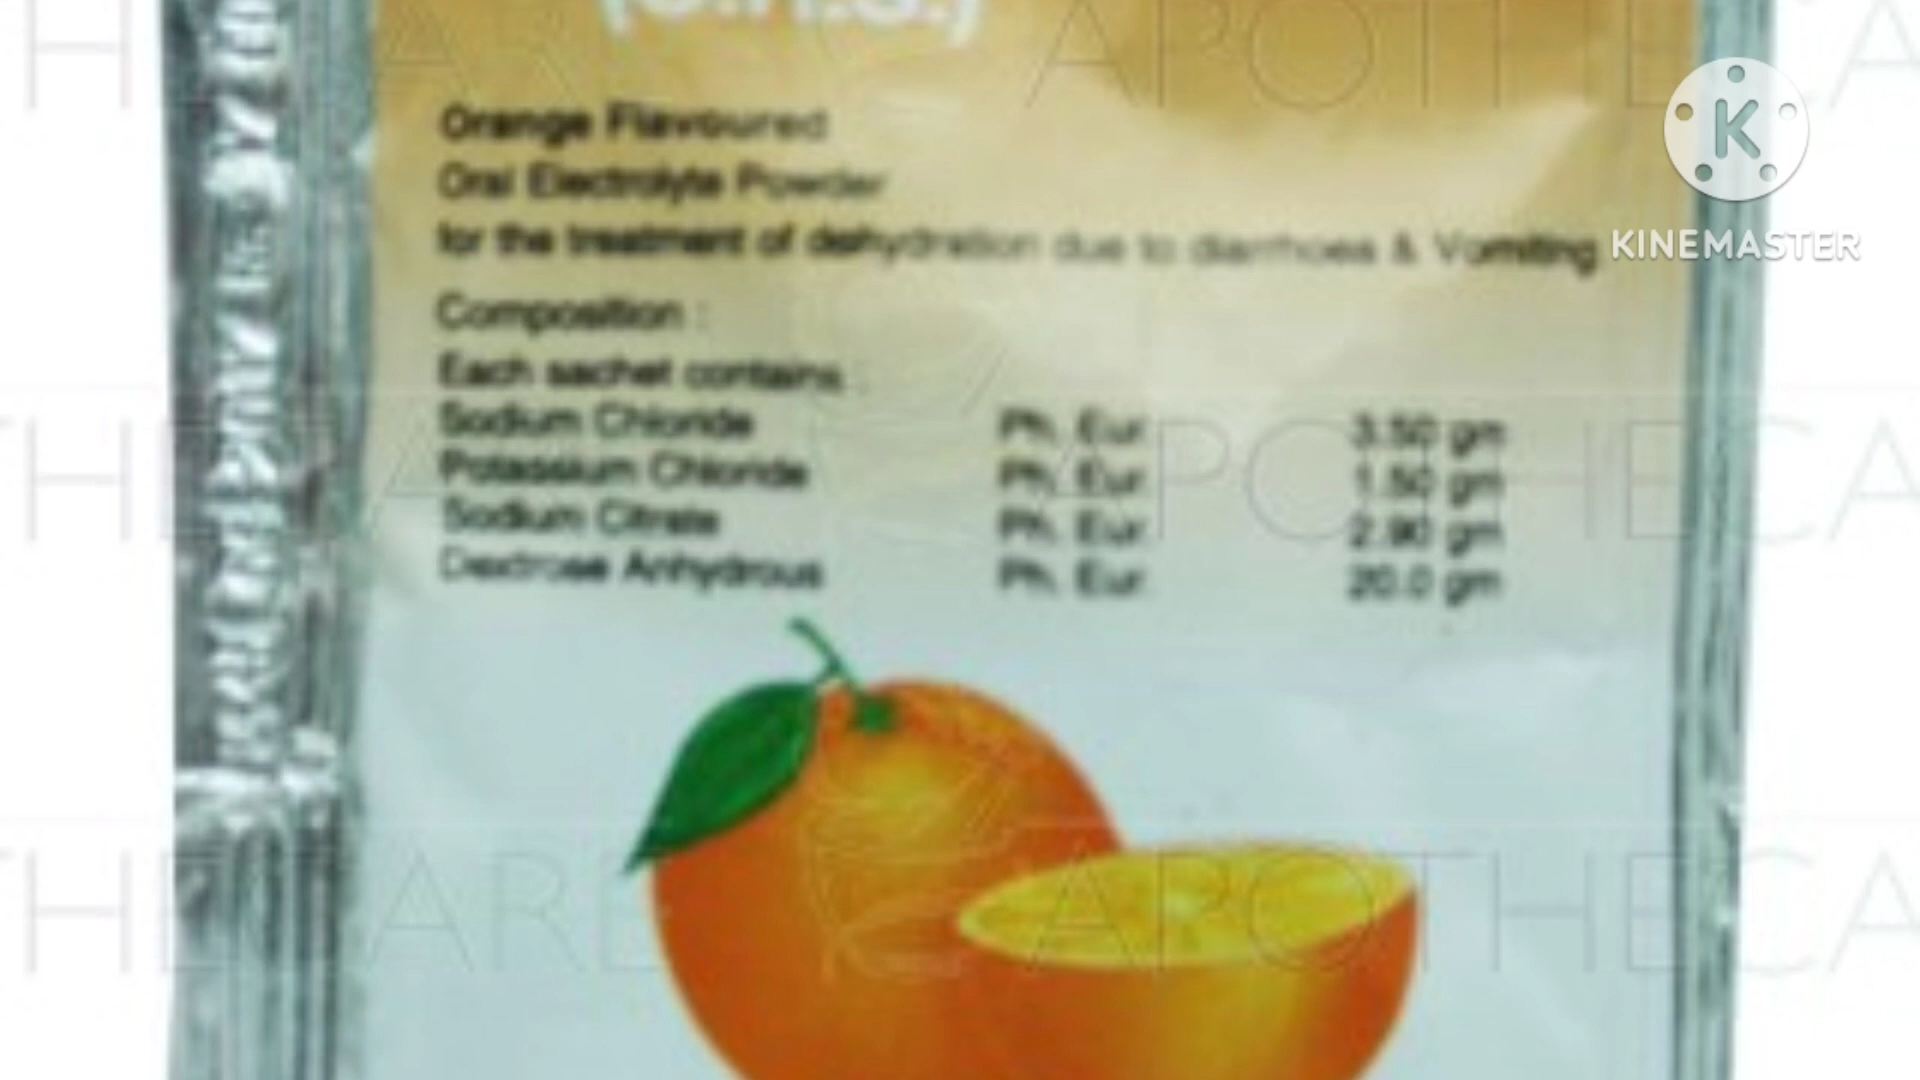 (O.R.S.)
Orange Flavoured
Oral Electrolyte Powder
for the treatment of dehydration due to diarrhoea & Vomiting
Composition :
Each sachet contains :
Sodium Chloride Ph. Eur. 3.50 gm
Potassium Chloride Ph. Eur. 1.50 gm
Sodium Citrate Ph. Eur. 2.90 gm
Dextrose Anhydrous Ph. Eur. 20.0 gm
K
KINEMASTER